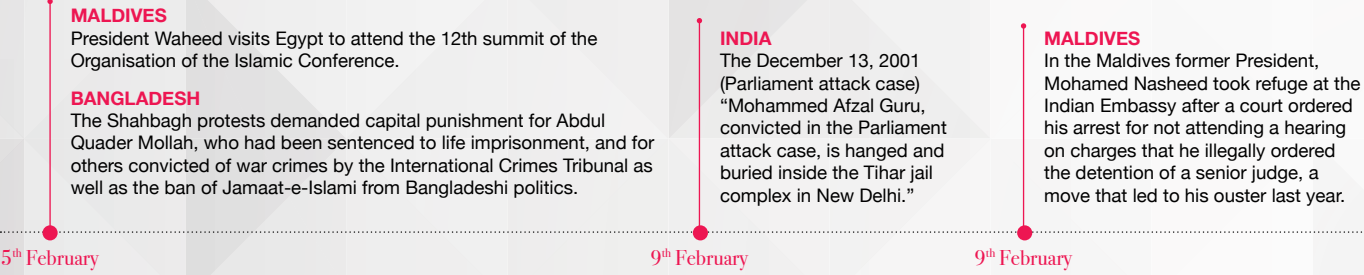 MALDIVES
President Waheed visits Egypt to attend the 12th summit of the
Organisation of the Islamic Conference.
BANGLADESH
The Shahbagh protests demanded capital punishment for Abdul
Quader Mollah, who had been sentenced to life imprisonment, and for
others convicted of war crimes by the International Crimes Tribunal as
well as the ban of Jamaat-e-Islami from Bangladeshi politics.
5th February
INDIA
The December 13, 2001
(Parliament attack case)
“Mohammed Afzal Guru,
convicted in the Parliament
attack case, is hanged and
buried inside the Tihar jail
complex in New Delhi.”
9th February
MALDIVES
In the Maldives former President,
Mohamed Nasheed took refuge at the
Indian Embassy after a court ordered
his arrest for not attending a hearing
on charges that he illegally ordered
the detention of a senior judge, a
move that led to his ouster last year.
9th February